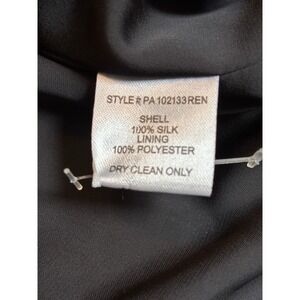 STYLE # PA102133REN
SHELL
100% SILK
LINING
100% POLYESTER
DRY CLEAN ONLY